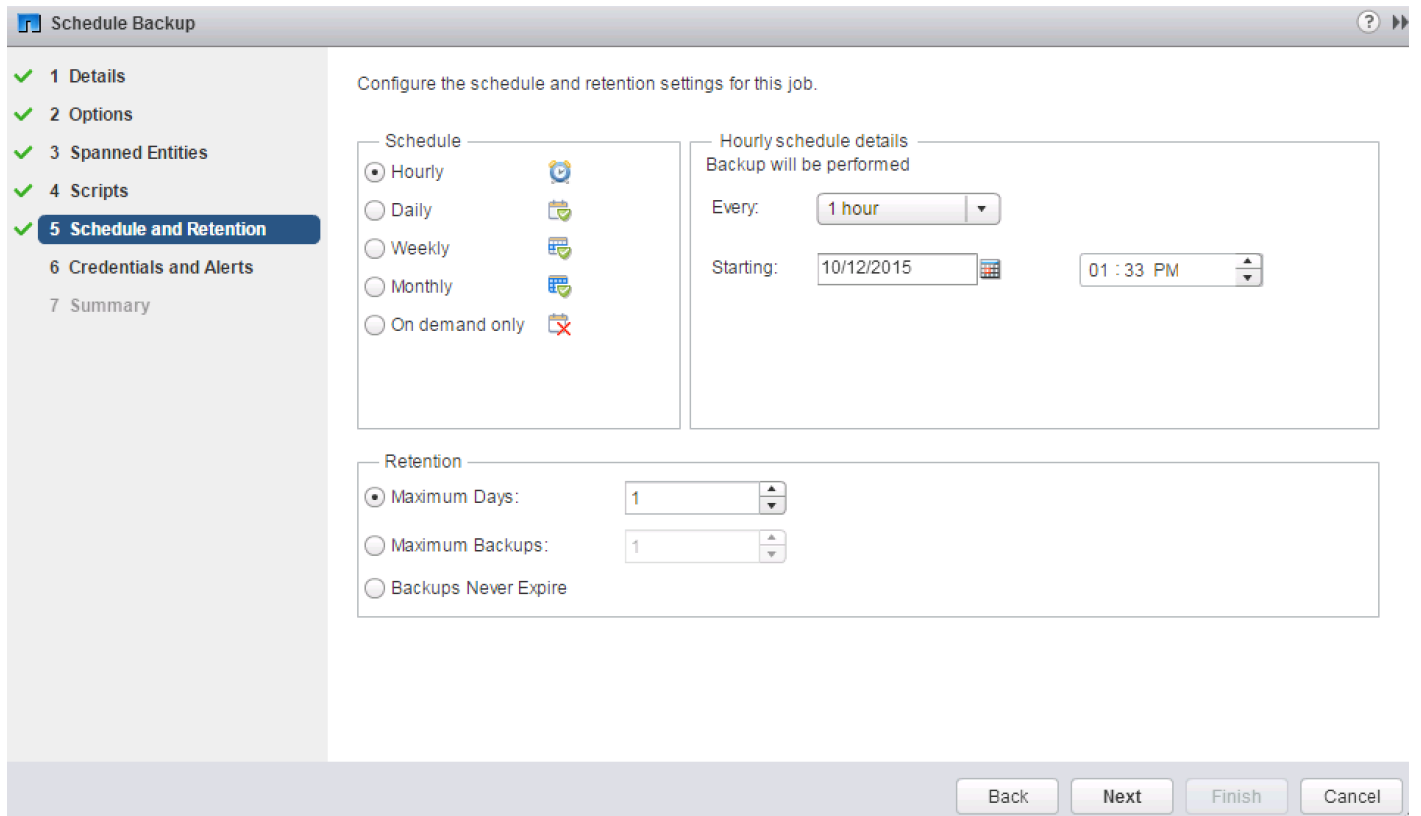 Schedule Backup
?
1 Details
2 Options
3 Spanned Entities
4 Scripts
5 Schedule and Retention
6 Credentials and Alerts
7 Summary
Configure the schedule and retention settings for this job.
Schedule
Hourly
Daily
Weekly
Monthly
On demand only
Hourly schedule details
Backup will be performed
Every: 1 hour
Starting: 10/12/2015 01 : 33 PM
Retention
Maximum Days: 1
Maximum Backups: 1
Backups Never Expire
Back Next Finish Cancel